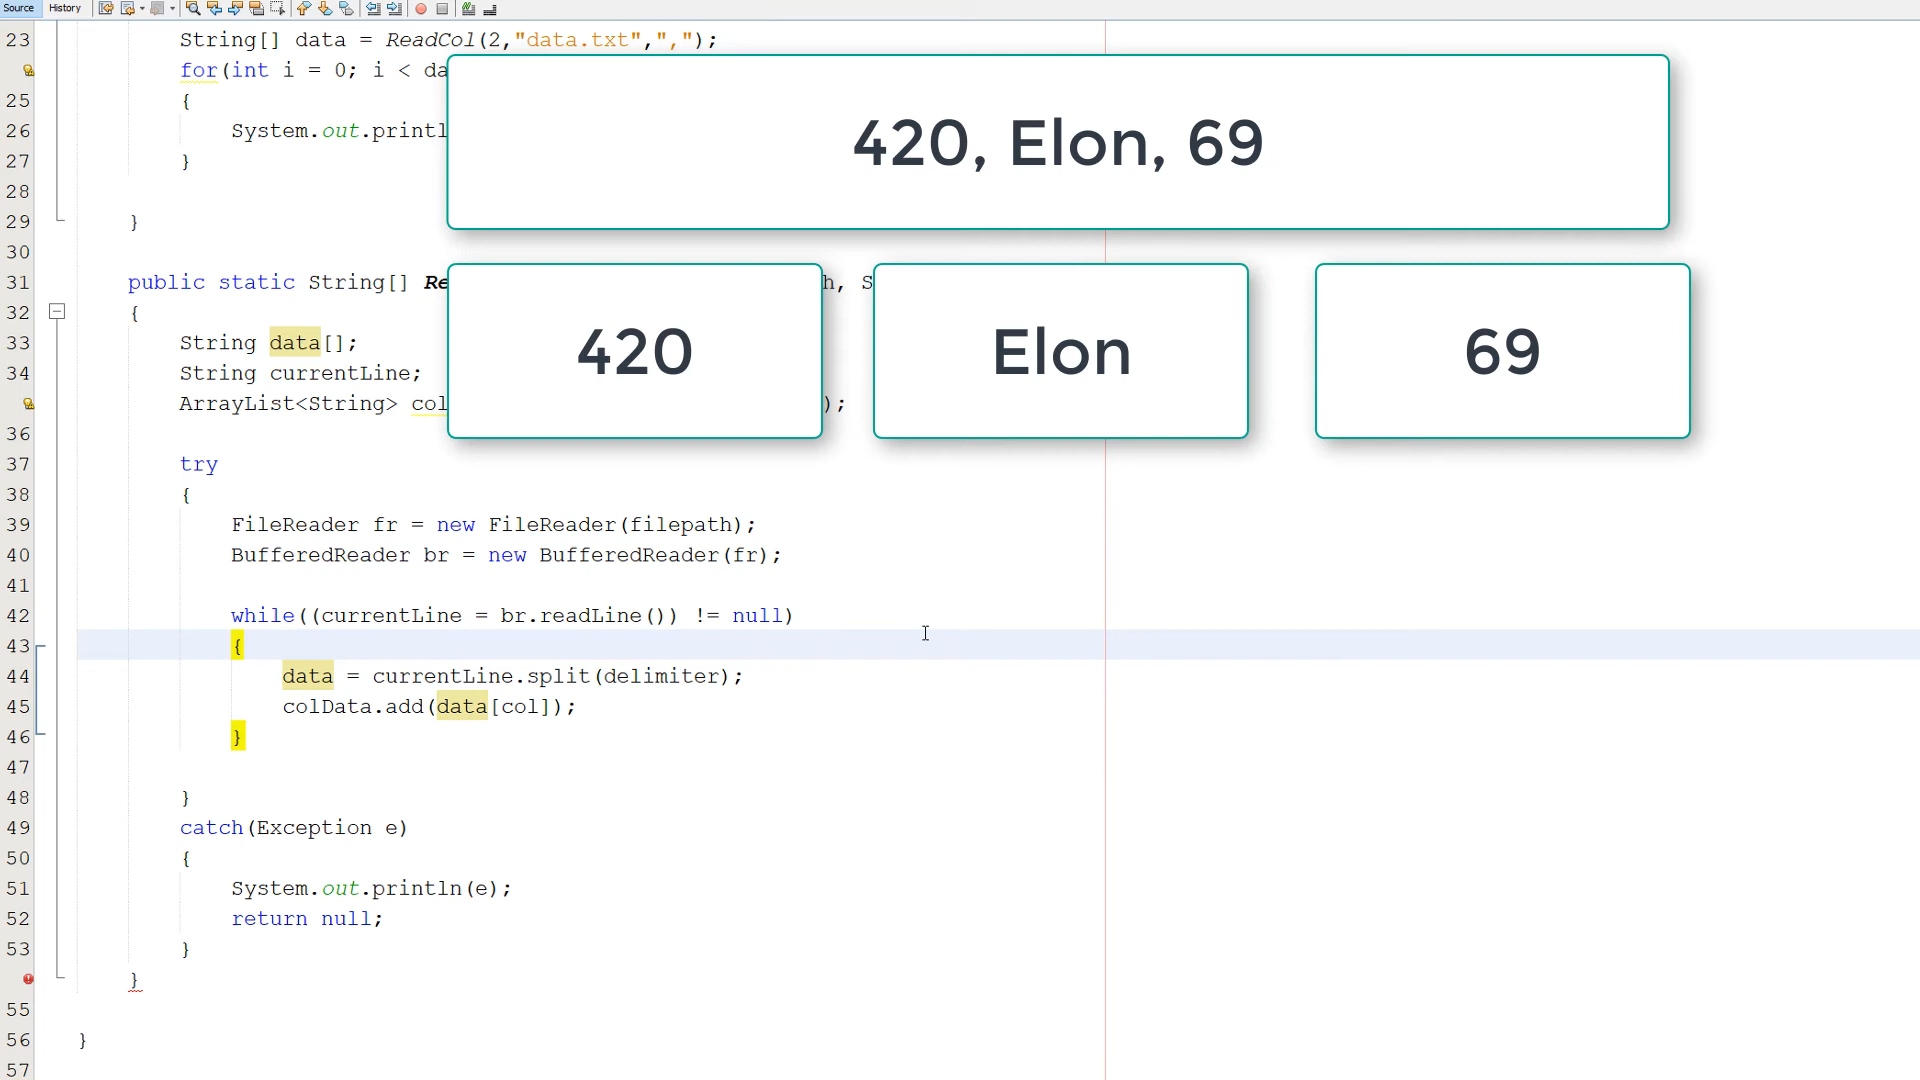 Source History
23 String[] data = ReadCol(2,"data.txt",",");
for(int i = 0; i < da
25 {
26 System.out.printl
27 }
28
29 }
30
420, Elon, 69
31 public static String[] Re h, S
32 {
33 String data[];
34 String currentLine;
ArrayList<String> col );
420
Elon
69
36
37 try
38 {
39 FileReader fr = new FileReader(filepath);
40 BufferedReader br = new BufferedReader(fr);
41
42 while((currentLine = br.readLine()) != null)
43 {
44 data = currentLine.split(delimiter);
45 colData.add(data[col]);
46 }
47
48 }
49 catch(Exception e)
50 {
51 System.out.println(e);
52 return null;
53 }
}
55
56 }
57